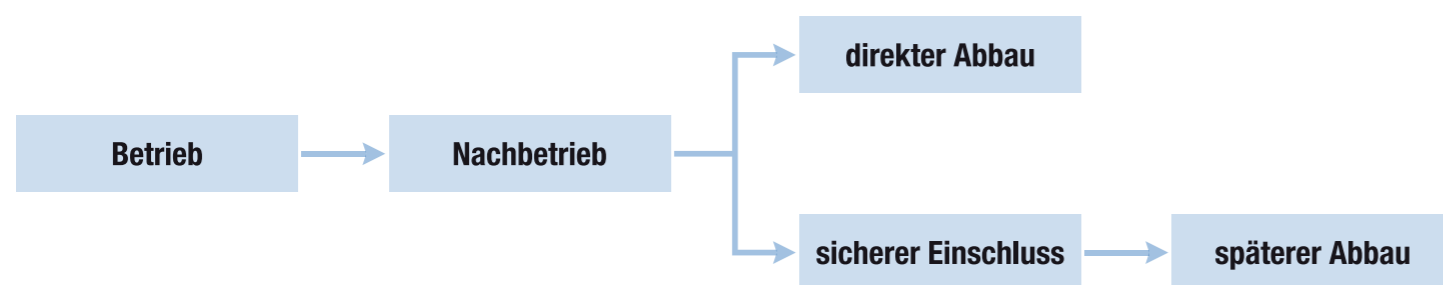 direkter Abbau
Betrieb
Nachbetrieb
sicherer Einschluss
späterer Abbau